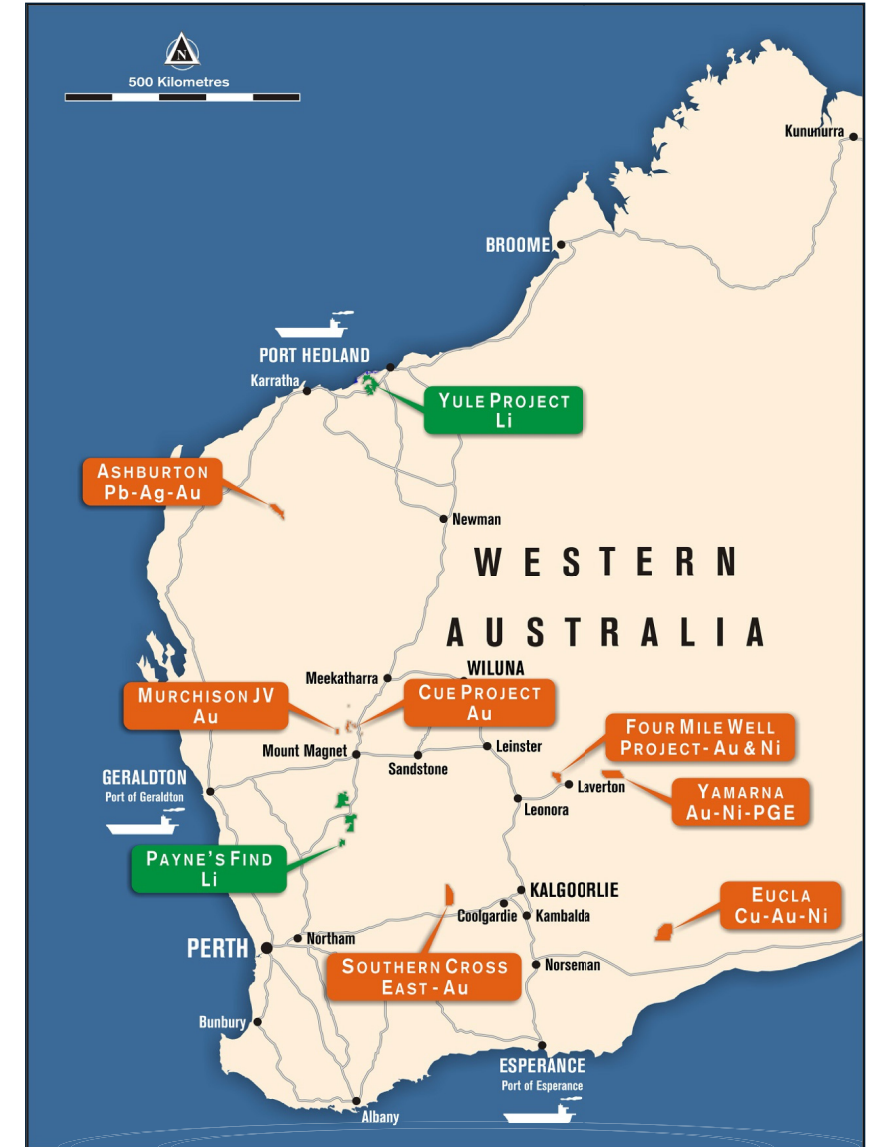 N
500 Kilometres
Kununurra
BROOME
PORT HEDLAND
Karratha
YULE PROJECT
Li
ASHBURTON
Pb-Ag-Au
Newman
WESTERN
AUSTRALIA
Meekatharra
WILUNA
MURCHISON JV
Au
CUE PROJECT
Au
Mount Magnet
Sandstone
Leinster
FOUR MILE WELL
PROJECT - Au & Ni
GERALDTON
Port of Geraldton
Laverton
Leonora
YAMARNA
Au-Ni-PGE
PAYNE'S FIND
Li
KALGOORLIE
Coolgardie
Kambalda
EUCLA
Cu-Au-Ni
PERTH
Northam
SOUTHERN CROSS
EAST - Au
Norseman
Bunbury
ESPERANCE
Port of Esperance
Albany